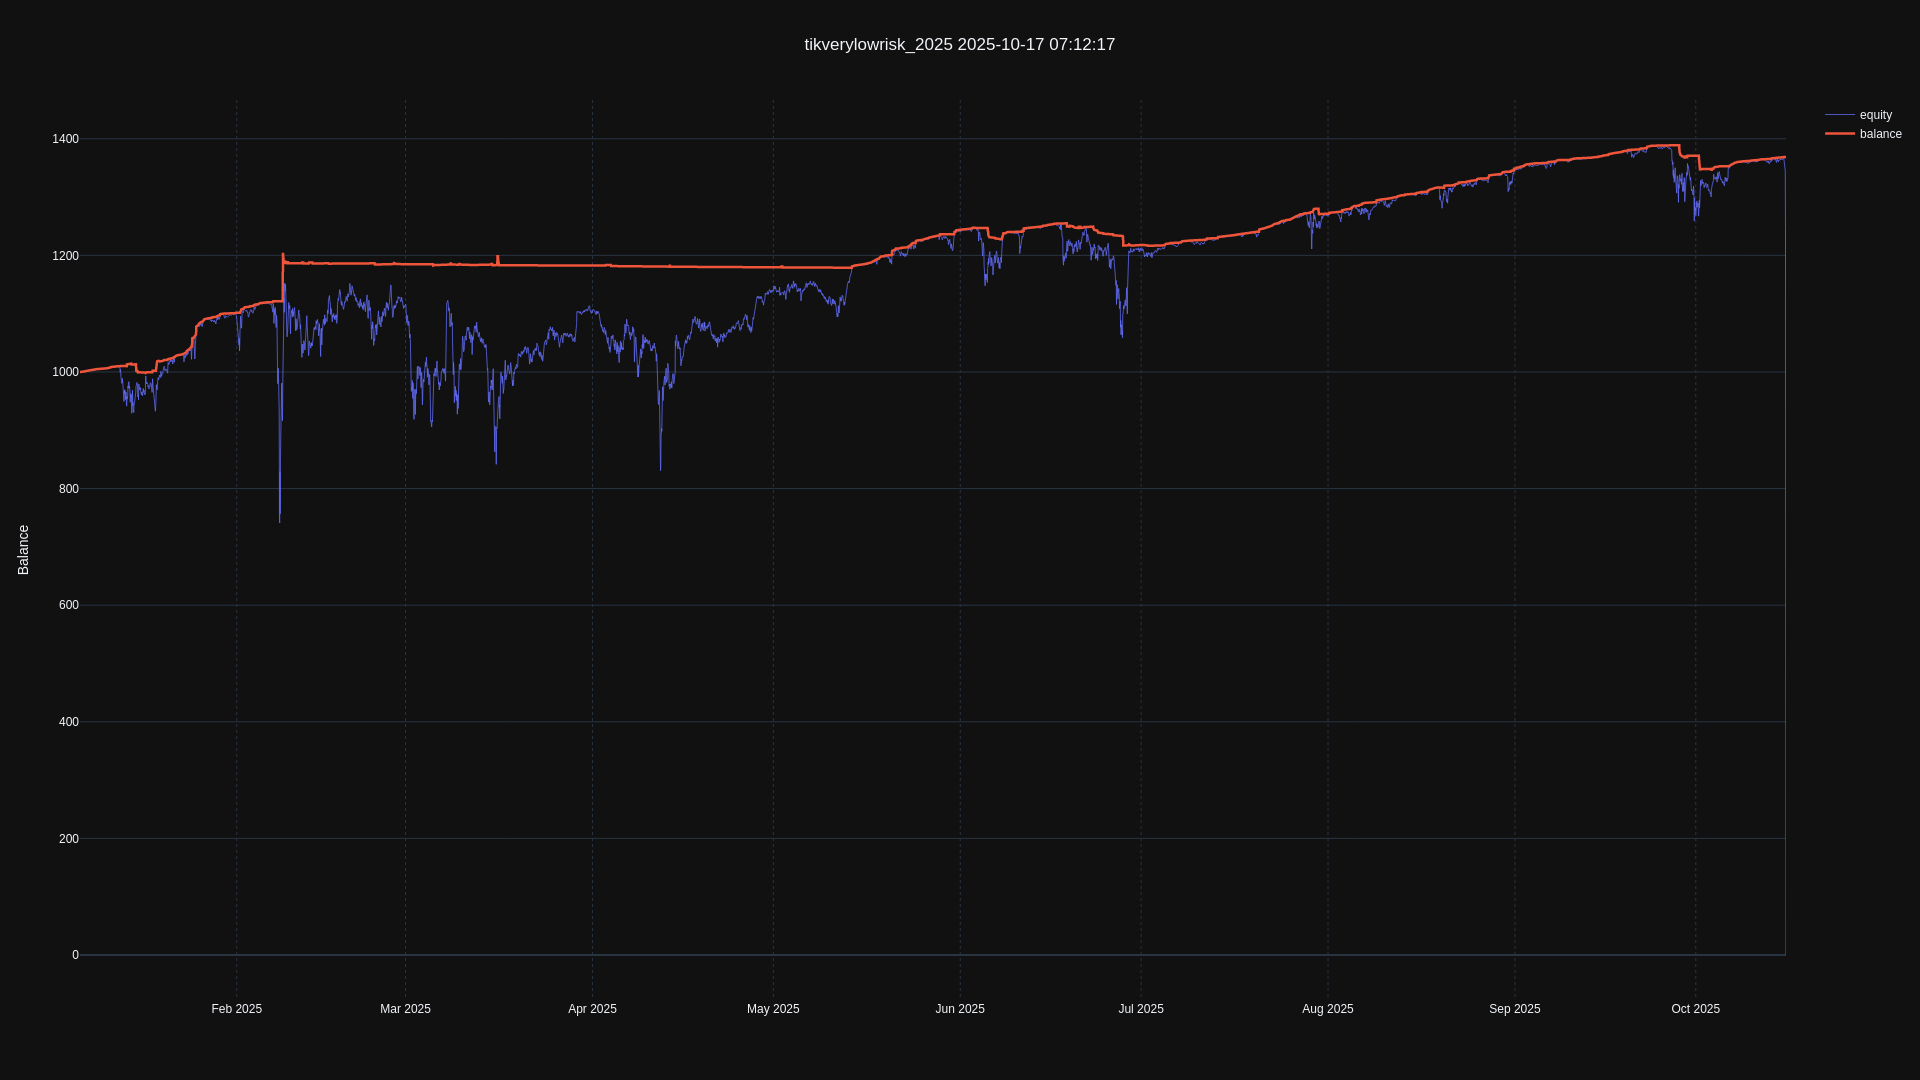 tikverylowrisk_2025 2025-10-17 07:12:17
equity
balance
1400
1200
1000
800
600
400
200
0
Balance
Feb 2025
Mar 2025
Apr 2025
May 2025
Jun 2025
Jul 2025
Aug 2025
Sep 2025
Oct 2025